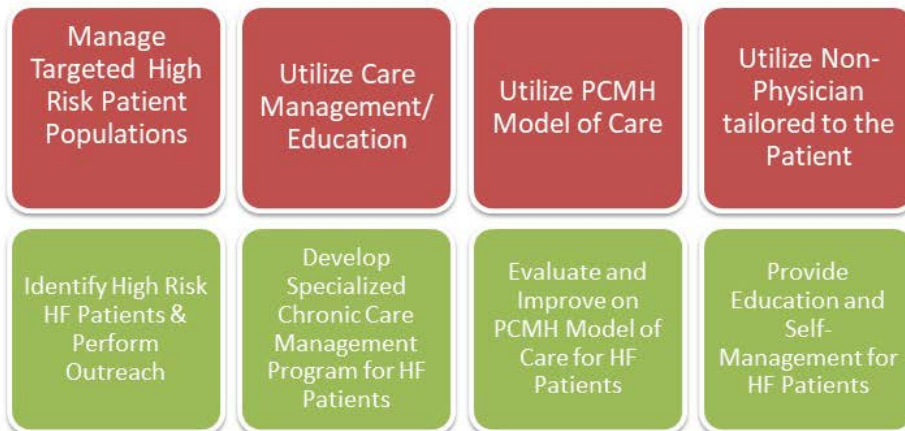 Manage
Targeted High
Risk Patient
Populations
Utilize Care
Management/
Education
Utilize PCMH
Model of Care
Utilize Non-
Physician
tailored to the
Patient
Identify High Risk
HF Patients &
Perform
Outreach
Develop
Specialized
Chronic Care
Management
Program for HF
Patients
Evaluate and
Improve on
PCMH Model of
Care for HF
Patients
Provide
Education and
Self-
Management for
HF Patients